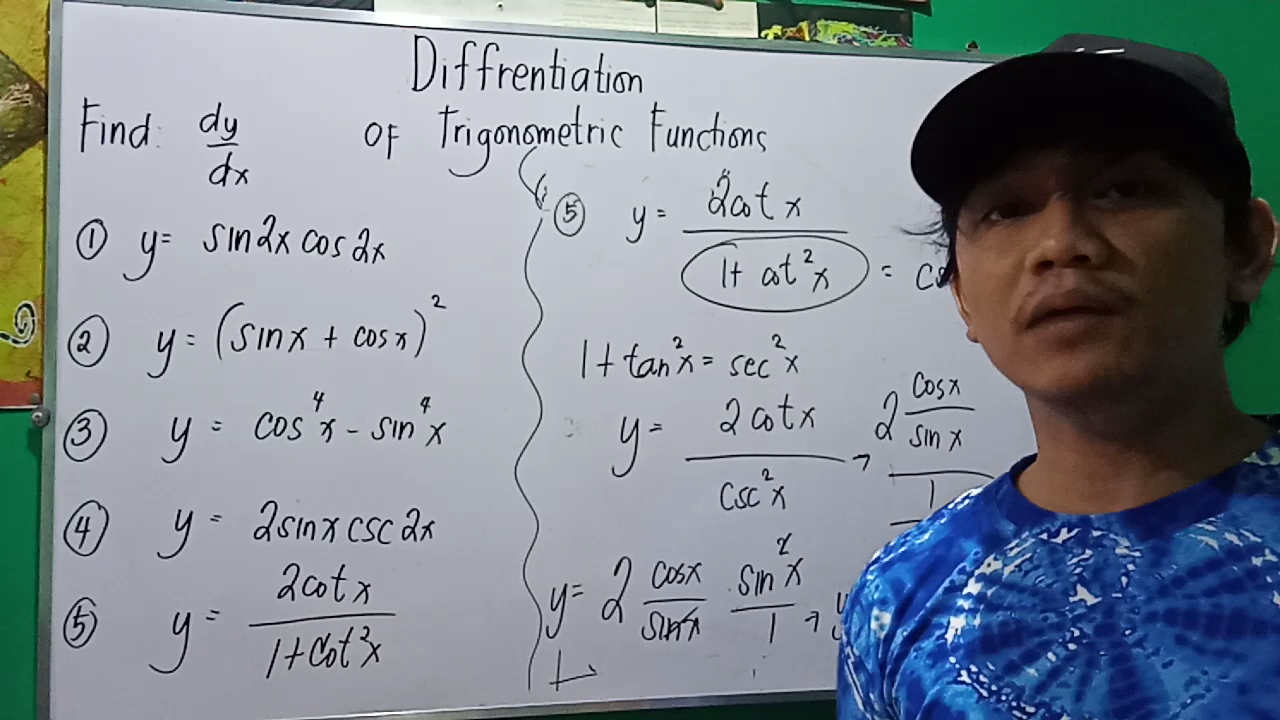 Diffrentiation
Find: dy/dx
OF Trigonometric Functions
① y = sin2x cos2x
② y = (sinx + cosx)²
③ y = cos⁴x - sin⁴x
④ y = 2sinx csc2x
⑤ y = 2cotx / 1+cot²x
⑤ y = 2cot x / 1+ cot²x =
1+tan²x = sec²x
y = 2cotx / csc²x → 2 cosx/sinx / 1
y = 2 cosx/sinx · sin²x/1 →